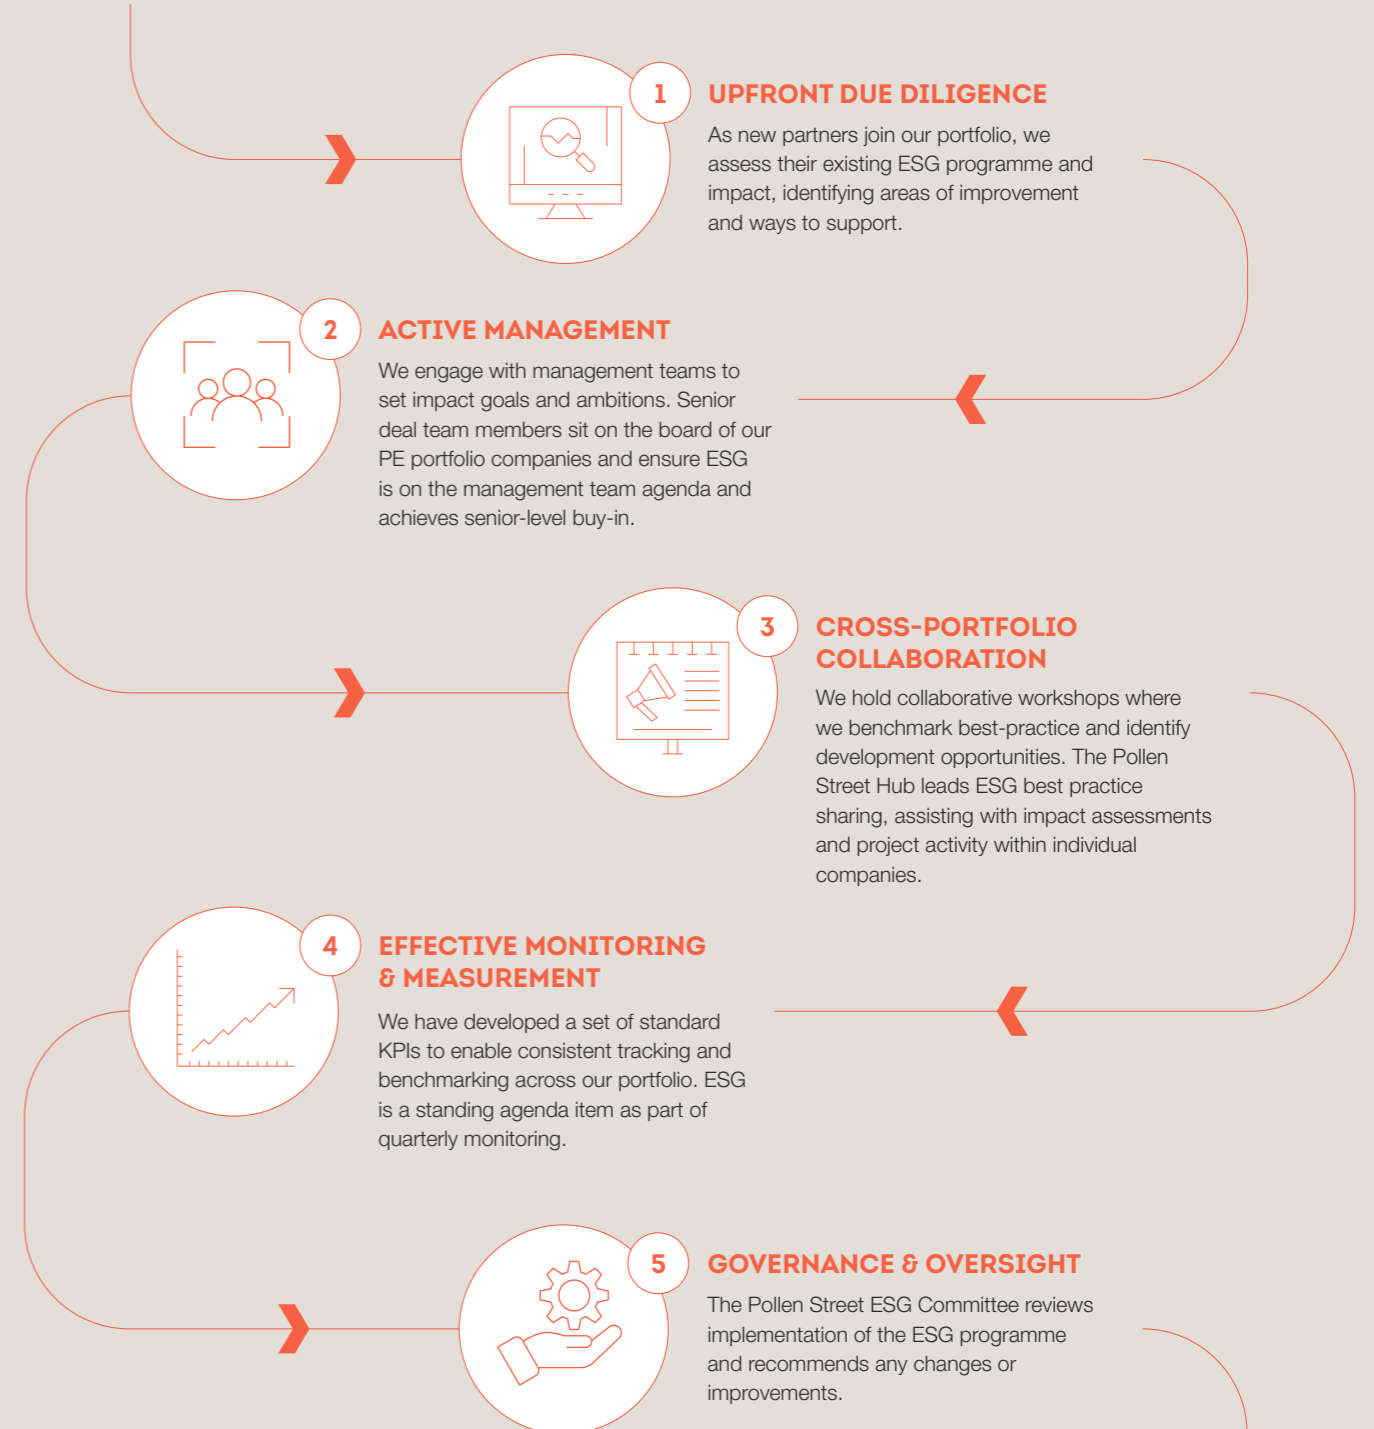 1
UPFRONT DUE DILIGENCE
As new partners join our portfolio, we
assess their existing ESG programme and
impact, identifying areas of improvement
and ways to support.
2
ACTIVE MANAGEMENT
We engage with management teams to
set impact goals and ambitions. Senior
deal team members sit on the board of our
PE portfolio companies and ensure ESG
is on the management team agenda and
achieves senior-level buy-in.
3
CROSS-PORTFOLIO
COLLABORATION
We hold collaborative workshops where
we benchmark best-practice and identify
development opportunities. The Pollen
Street Hub leads ESG best practice
sharing, assisting with impact assessments
and project activity within individual
companies.
4
EFFECTIVE MONITORING
& MEASUREMENT
We have developed a set of standard
KPIs to enable consistent tracking and
benchmarking across our portfolio. ESG
is a standing agenda item as part of
quarterly monitoring.
5
GOVERNANCE & OVERSIGHT
The Pollen Street ESG Committee reviews
implementation of the ESG programme
and recommends any changes or
improvements.